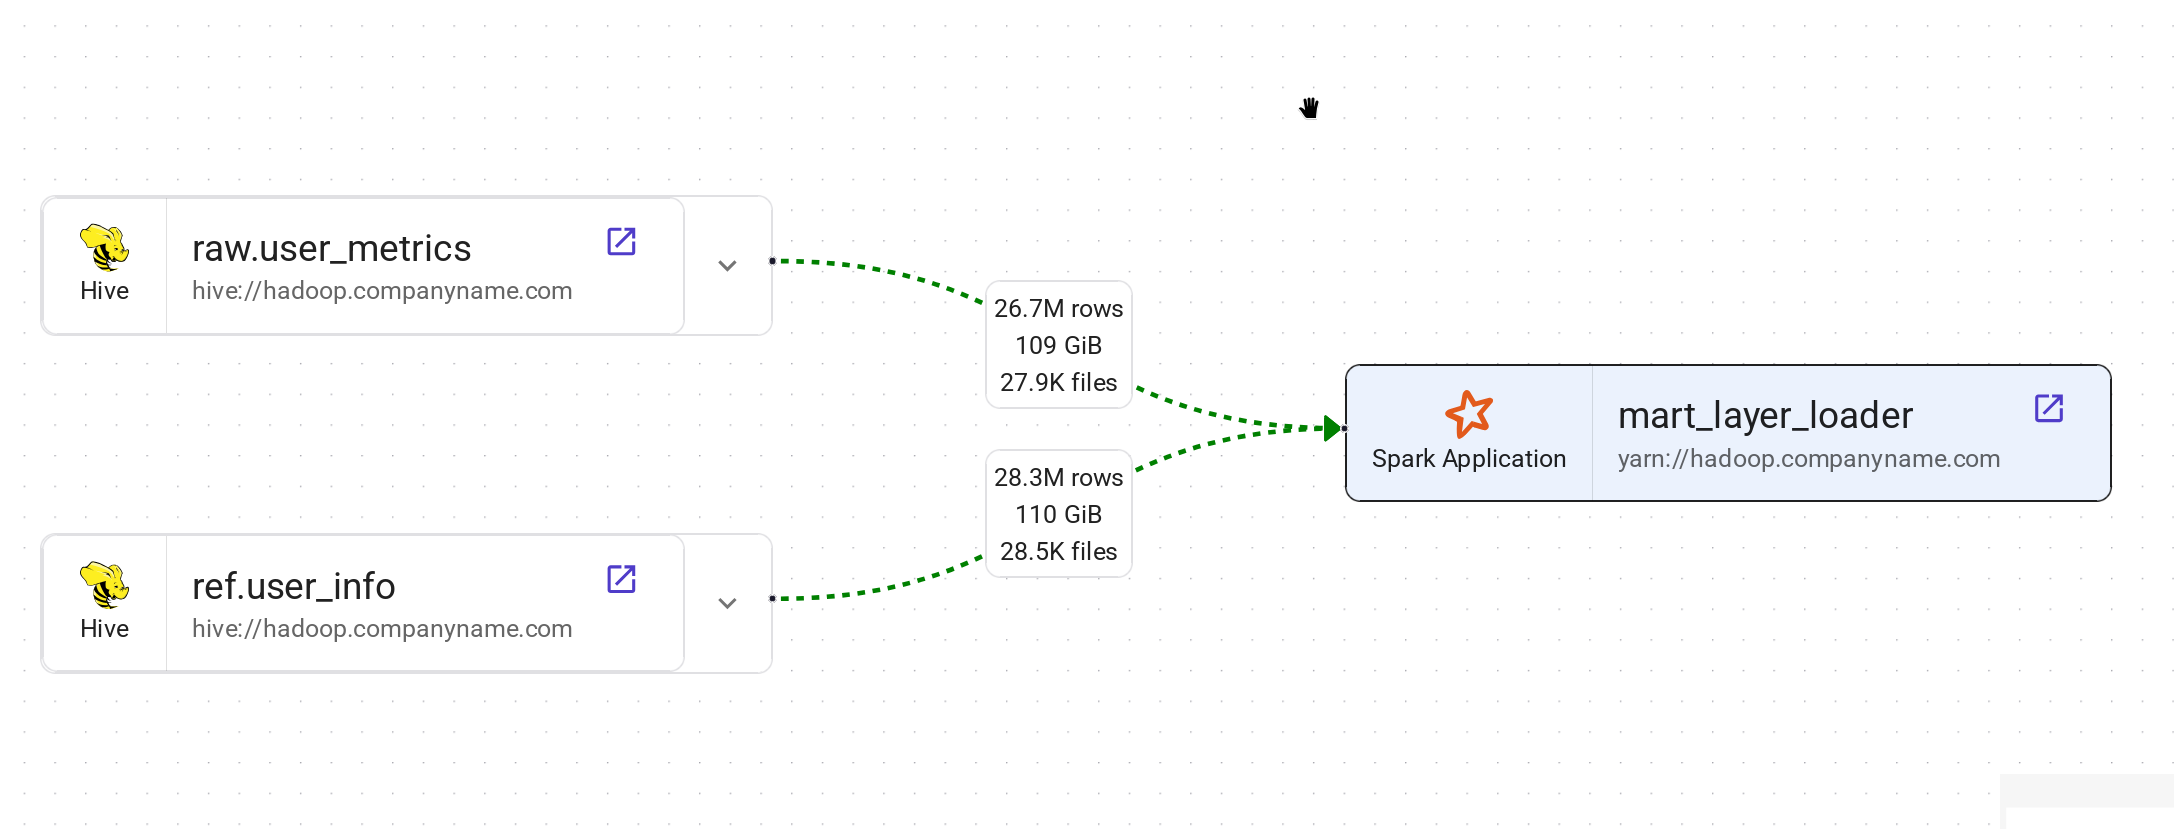 raw.user_metrics
Hive
hive://hadoop.companyname.com
26.7M rows
109 GiB
27.9K files
mart_layer_loader
Spark Application
yarn://hadoop.companyname.com
28.3M rows
110 GiB
28.5K files
ref.user_info
Hive
hive://hadoop.companyname.com